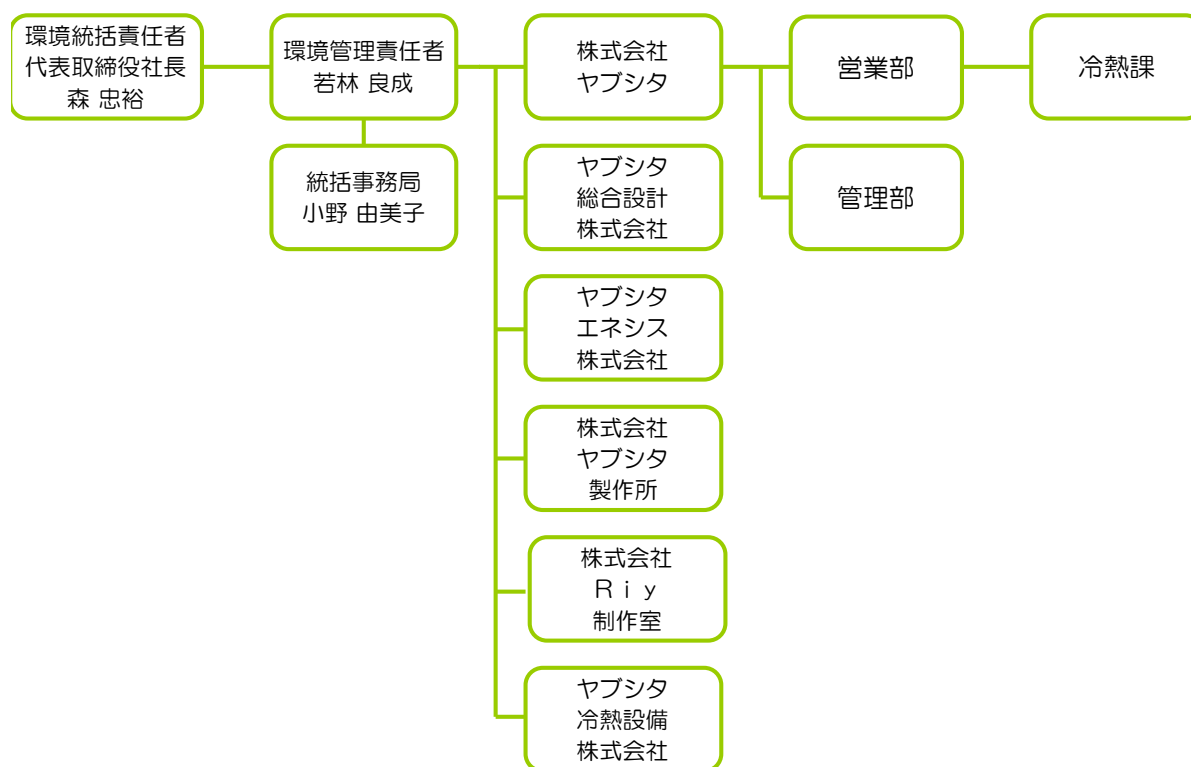 環境統括責任者
代表取締役社長
森 忠裕
環境管理責任者
若林 良成
統括事務局
小野 由美子
株式会社
ヤブシタ
営業部
冷熱課
管理部
ヤブシタ
総合設計
株式会社
ヤブシタ
エネシス
株式会社
株式会社
ヤブシタ
製作所
株式会社
Ｒｉｙ
制作室
ヤブシタ
冷熱設備
株式会社